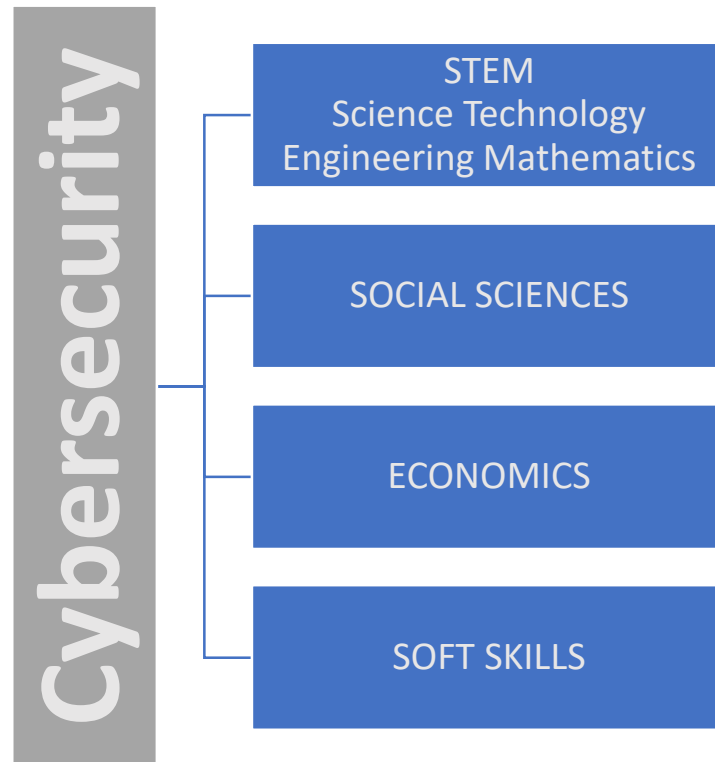 Cybersecurity
STEM
Science Technology
Engineering Mathematics
SOCIAL SCIENCES
ECONOMICS
SOFT SKILLS